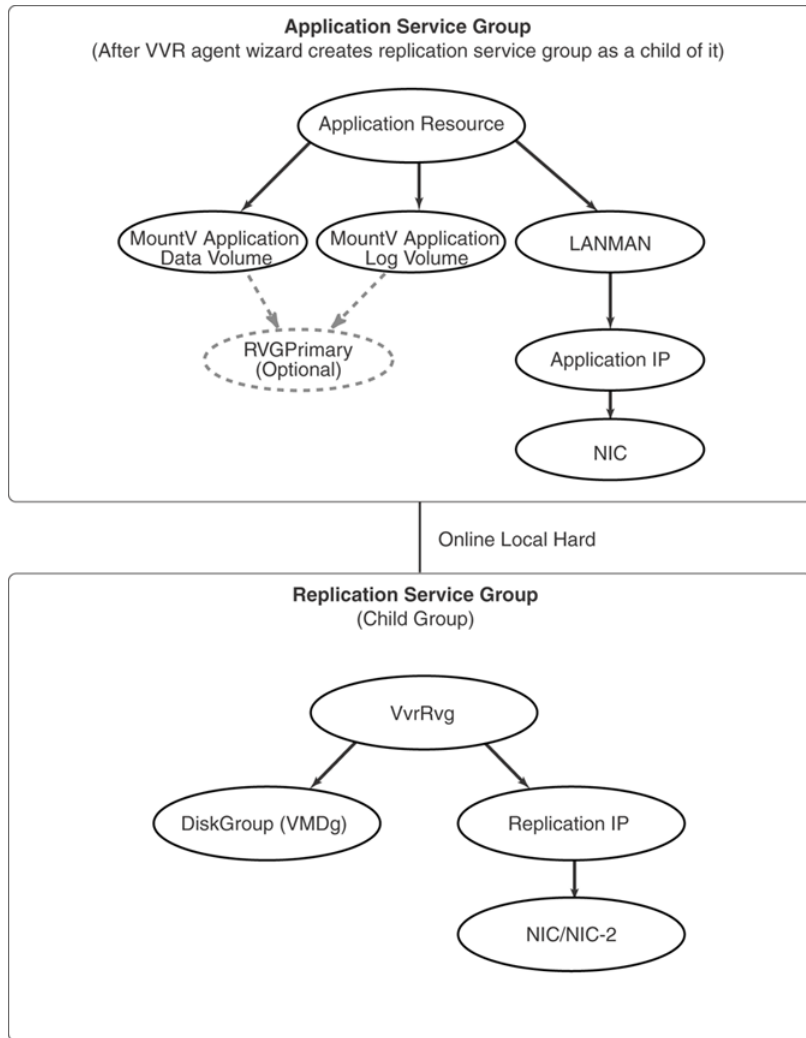 Application Service Group
(After VVR agent wizard creates replication service group as a child of it)
Application Resource
MountV Application
Data Volume
MountV Application
Log Volume
LANMAN
RVGPrimary
(Optional)
Application IP
NIC
Online Local Hard
Replication Service Group
(Child Group)
VvrRvg
DiskGroup (VMDg)
Replication IP
NIC/NIC-2